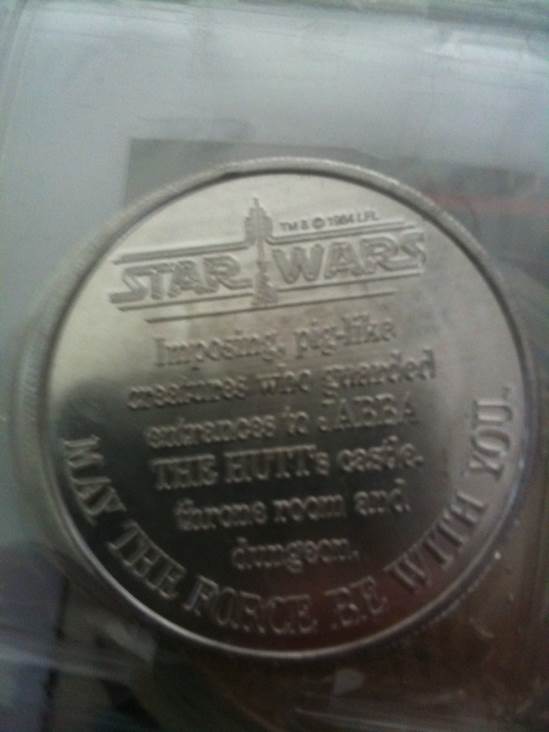 TM & © 1984 LFL
STAR WARS
Imposing, pig-like
creatures who guarded
entrances to JABBA
THE HUTT's castle,
throne room and
dungeon.
MAY THE FORCE BE WITH YOU.